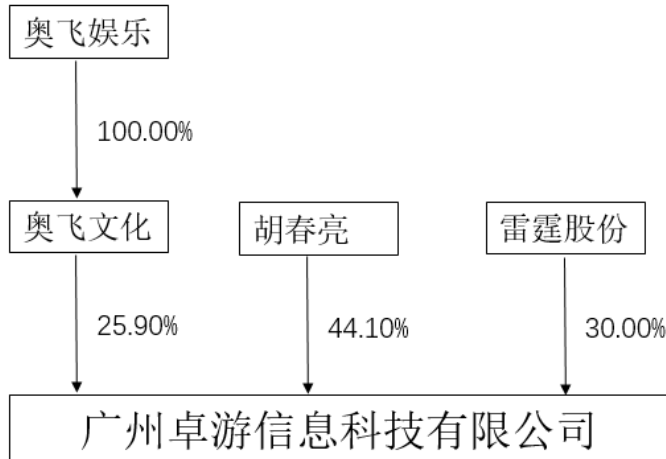 奥飞娱乐
100.00%
奥飞文化
胡春亮
雷霆股份
25.90%
44.10%
30.00%
广州卓游信息科技有限公司